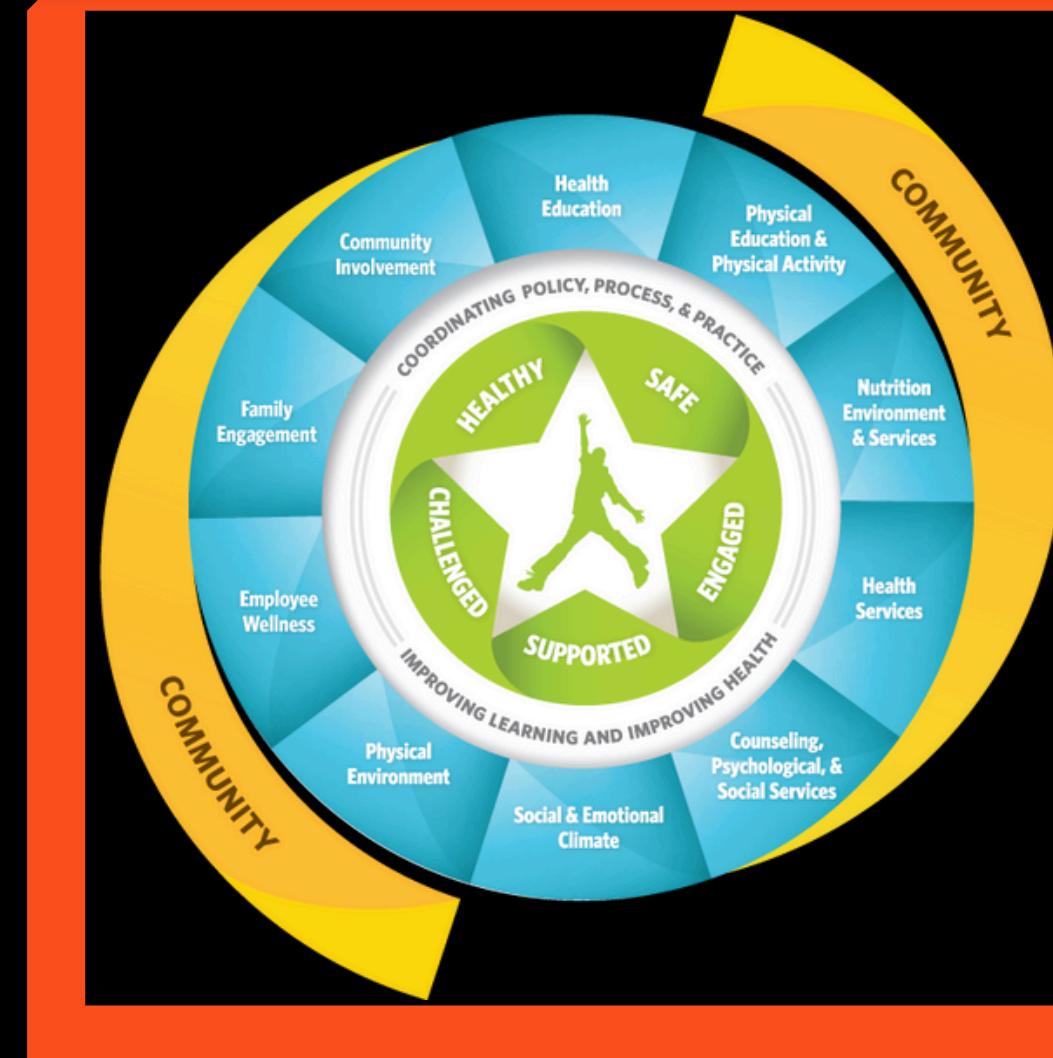 COMMUNITY
Health
Education
Physical
Education &
Physical Activity
Nutrition
Environment
& Services
Health
Services
Counseling,
Psychological, &
Social Services
Social & Emotional
Climate
Physical
Environment
Employee
Wellness
Family
Engagement
Community
Involvement
COORDINATING POLICY, PROCESS, & PRACTICE
IMPROVING LEARNING AND IMPROVING HEALTH
HEALTHY
SAFE
ENGAGED
SUPPORTED
CHALLENGED
COMMUNITY